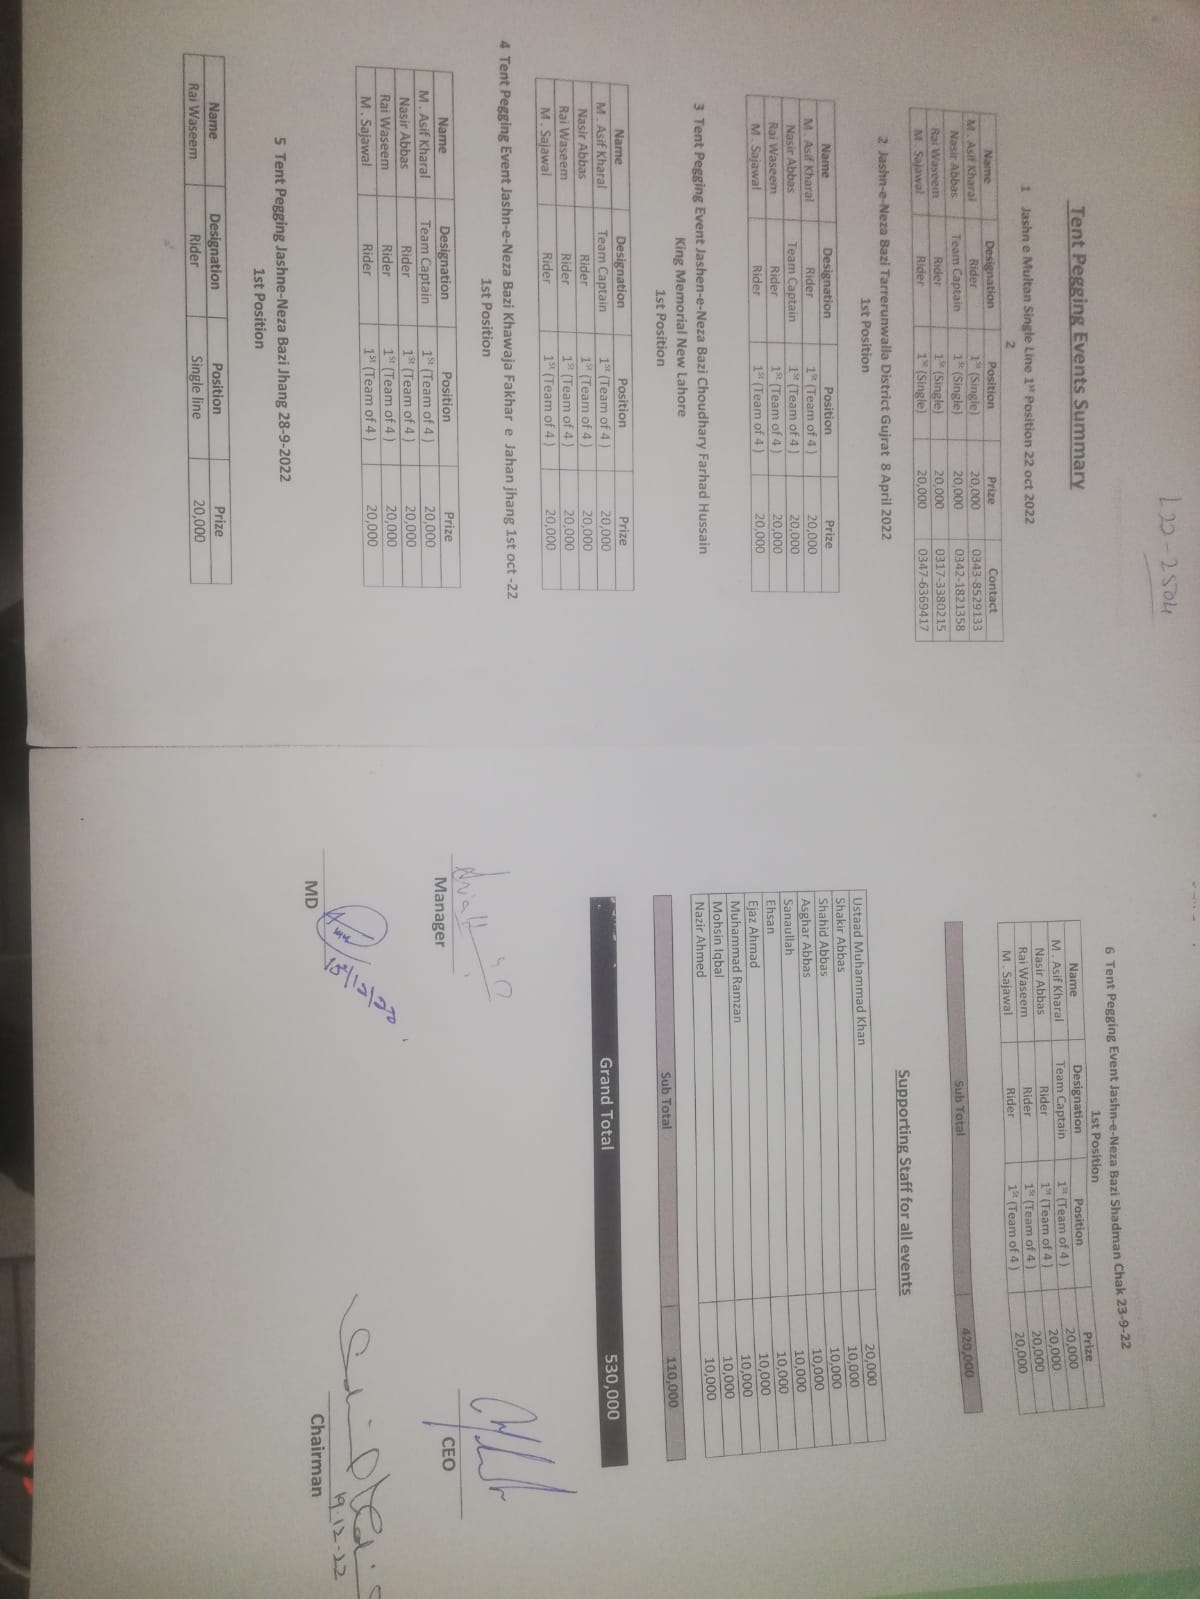 L22-2504
Tent Pegging Events Summary
1 Jashn e Multan Single Line 1st Position 22 oct 2022
2
Name Designation Position Prize Contact
M . Asif Kharal Rider 1St (Single) 20,000 0343-8529133
Nasir Abbas Team Captain 1St (Single) 20,000 0342-1821358
Rai Waseem Rider 1St (Single) 20,000 0317-3380215
M . Sajawal Rider 1St (Single) 20,000 0347-6369417
2 Jashn-e-Neza Bazi Tarrerunwalla District Gujrat 8 April 2022
1st Position
Name Designation Position Prize
M . Asif Kharal Rider 1St (Team of 4 ) 20,000
Nasir Abbas Team Captain 1St (Team of 4 ) 20,000
Rai Waseem Rider 1St (Team of 4 ) 20,000
M . Sajawal Rider 1St (Team of 4 ) 20,000
3 Tent Pegging Event Jashen-e-Neza Bazi Choudhary Farhad Hussain
King Memorial New Lahore
1st Position
Name Designation Position Prize
M . Asif Kharal Team Captain 1St (Team of 4 ) 20,000
Nasir Abbas Rider 1St (Team of 4 ) 20,000
Rai Waseem Rider 1St (Team of 4 ) 20,000
M . Sajawal Rider 1St (Team of 4 ) 20,000
4 Tent Pegging Event Jashn-e-Neza Bazi Khawaja Fakhar e Jahan jhang 1st oct -22
1st Position
Name Designation Position Prize
M . Asif Kharal Team Captain 1St (Team of 4 ) 20,000
Nasir Abbas Rider 1St (Team of 4 ) 20,000
Rai Waseem Rider 1St (Team of 4 ) 20,000
M . Sajawal Rider 1St (Team of 4 ) 20,000
5 Tent Pegging Jashne-Neza Bazi Jhang 28-9-2022
1st Position
Name Designation Position Prize
Rai Waseem Rider Single line 20,000
6 Tent Pegging Event Jashn-e-Neza Bazi Shadman Chak 23-9-22
1st Position
Name Designation Position Prize
M . Asif Kharal Team Captain 1St (Team of 4 ) 20,000
Nasir Abbas Rider 1St (Team of 4 ) 20,000
Rai Waseem Rider 1St (Team of 4 ) 20,000
M . Sajawal Rider 1St (Team of 4 ) 20,000
Sub Total 420,000
Supporting Staff for all events
Ustaad Muhammad Khan 20,000
Shakir Abbas 10,000
Shahid Abbas 10,000
Asghar Abbas 10,000
Sanaullah 10,000
Ehsan 10,000
Ejaz Ahmad 10,000
Muhammad Ramzan 10,000
Mohsin Iqbal 10,000
Nazir Ahmed 10,000
Sub Total 110,000
Grand Total 530,000
Manager CEO
MD Chairman
19.12.22